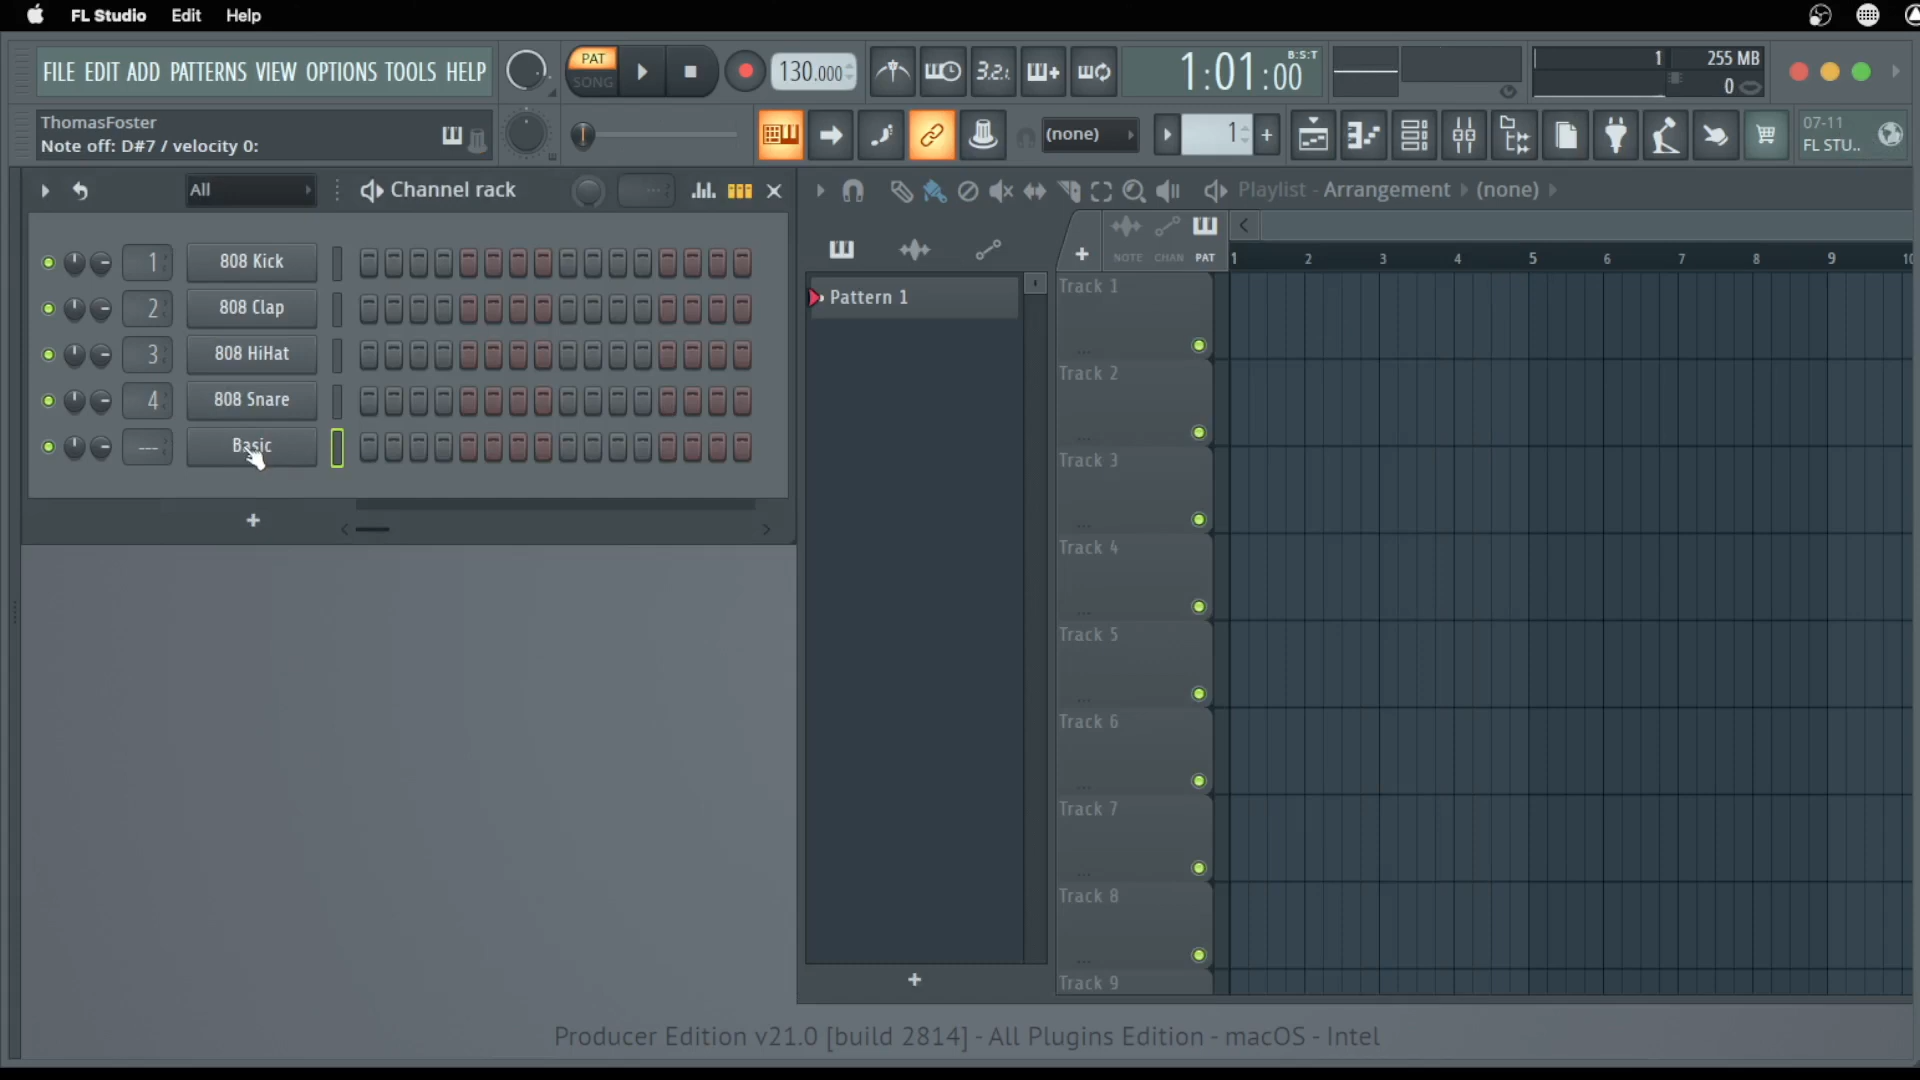 FL Studio Edit Help
FILE EDIT ADD PATTERNS VIEW OPTIONS TOOLS HELP
PAT
SONG
130.000
3.2.
1:01:00
B:S:T
1
255 MB
0
ThomasFoster
Note off: D#7 / velocity 0:
(none)
1
07-11
FL STU..
All
Channel rack
Playlist - Arrangement
(none)
NOTE CHAN PAT
1 2 3 4 5 6 7 8 9 10
1 808 Kick
2 808 Clap
3 808 HiHat
4 808 Snare
--- Basic
Pattern 1
Track 1
Track 2
Track 3
Track 4
Track 5
Track 6
Track 7
Track 8
Track 9
Producer Edition v21.0 [build 2814] - All Plugins Edition - macOS - Intel